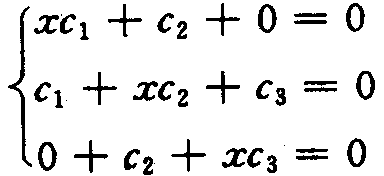 xc₁ + c₂ + 0 = 0
c₁ + xc₂ + c₃ = 0
0 + c₂ + xc₃ = 0